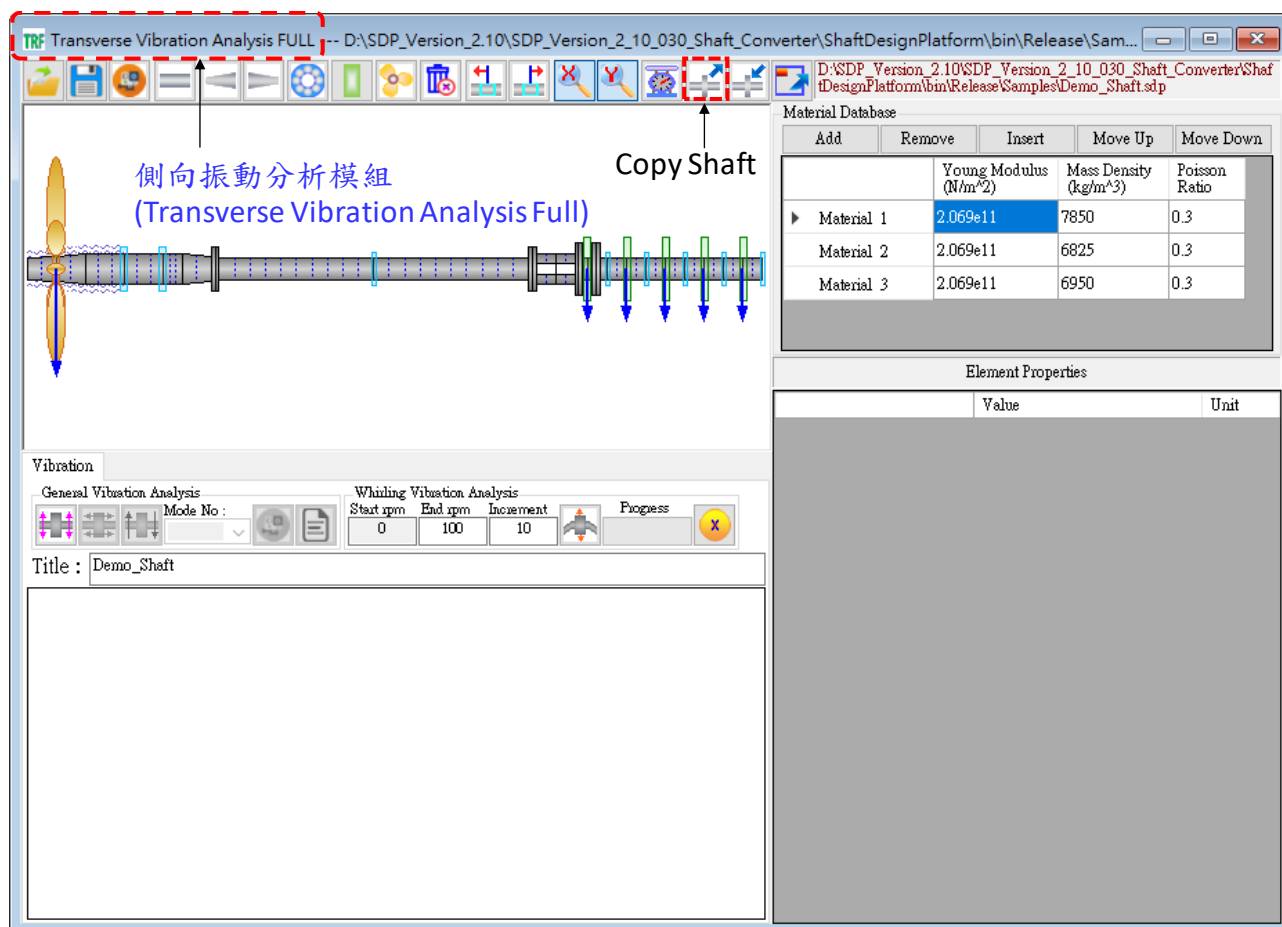 TRF Transverse Vibration Analysis FULL --- D:\SDP_Version_2.10\SDP_Version_2_10_030_Shaft_Converter\ShaftDesignPlatform\bin\Release\Sam...
X Y
D:\SDP_Version_2.10\SDP_Version_2_10_030_Shaft_Converter\Shaf
tDesignPlatform\bin\Release\Samples\Demo_Shaft.sdp
側向振動分析模組
(Transverse Vibration Analysis Full)
Copy Shaft
Material Database
Add Remove Insert Move Up Move Down
Young Modulus (N/m^2) Mass Density (kg/m^3) Poisson Ratio
Material 1 2.069e11 7850 0.3
Material 2 2.069e11 6825 0.3
Material 3 2.069e11 6950 0.3
Element Properties
Value Unit
Vibration
General Vibration Analysis
Mode No :
Whirling Vibration Analysis
Start rpm End rpm Increment Progress
0 100 10
X
Title : Demo_Shaft